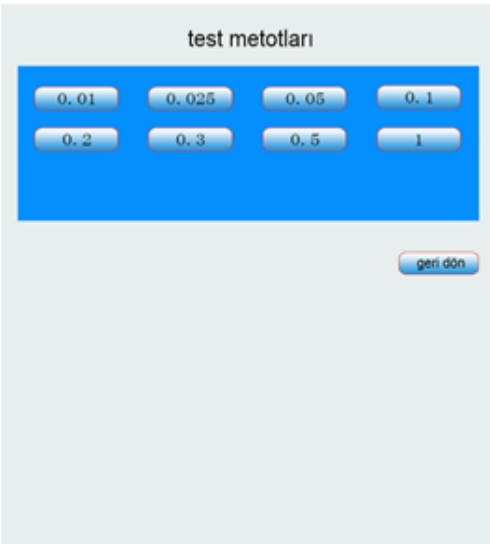 test metotları
0. 01 0. 025 0. 05 0. 1
0. 2 0. 3 0. 5 1
geri dön